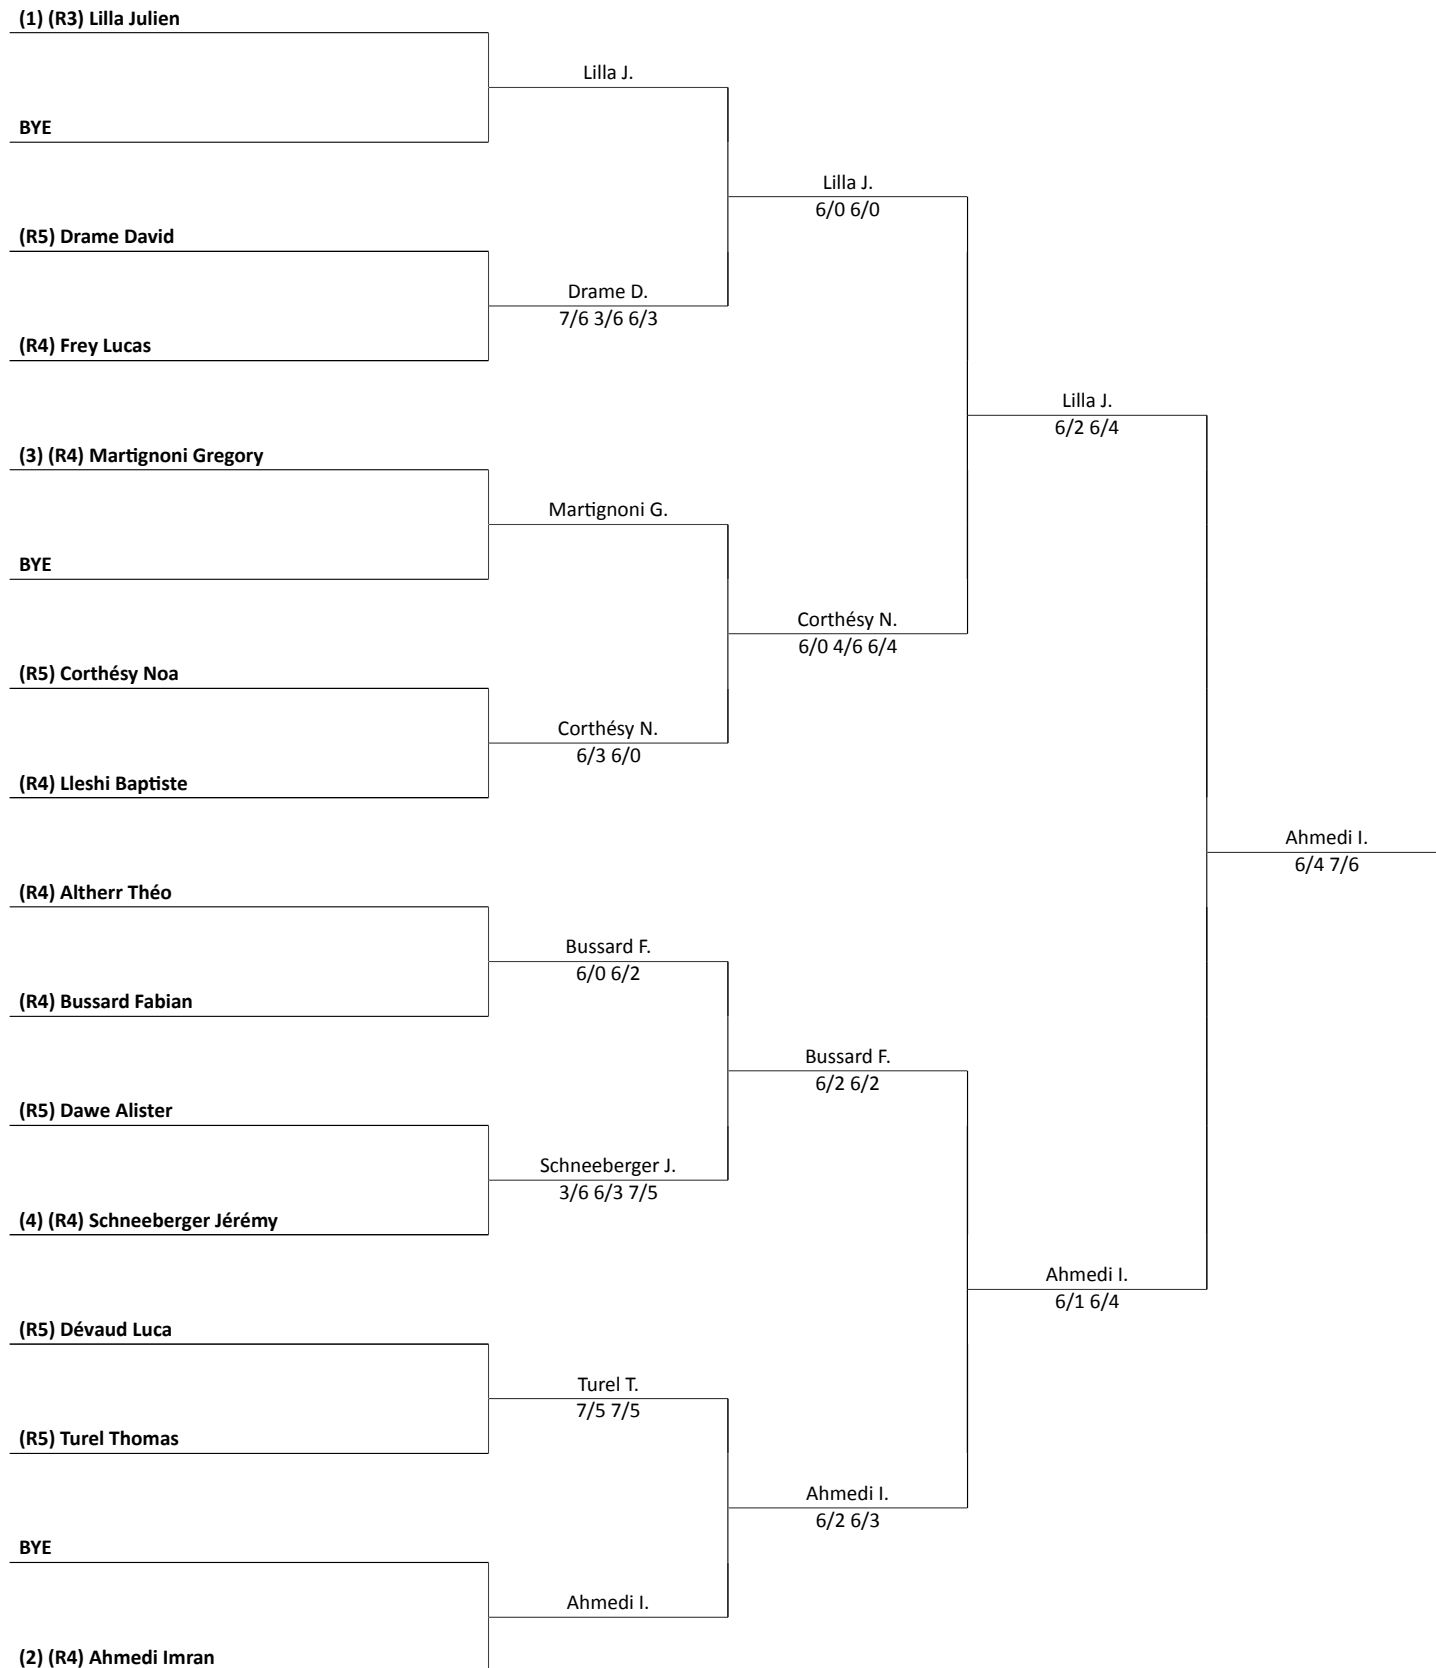 (1) (R3) Lilla Julien
Lilla J.
BYE
Lilla J.
6/0 6/0
(R5) Drame David
Drame D.
7/6 3/6 6/3
(R4) Frey Lucas
Lilla J.
6/2 6/4
(3) (R4) Martignoni Gregory
Martignoni G.
BYE
Corthésy N.
6/0 4/6 6/4
(R5) Corthésy Noa
Corthésy N.
6/3 6/0
(R4) Lleshi Baptiste
Ahmedi I.
6/4 7/6
(R4) Altherr Théo
Bussard F.
6/0 6/2
(R4) Bussard Fabian
Bussard F.
6/2 6/2
(R5) Dawe Alister
Schneeberger J.
3/6 6/3 7/5
(4) (R4) Schneeberger Jérémy
Ahmedi I.
6/1 6/4
(R5) Dévaud Luca
Turel T.
7/5 7/5
(R5) Turel Thomas
Ahmedi I.
6/2 6/3
BYE
Ahmedi I.
(2) (R4) Ahmedi Imran